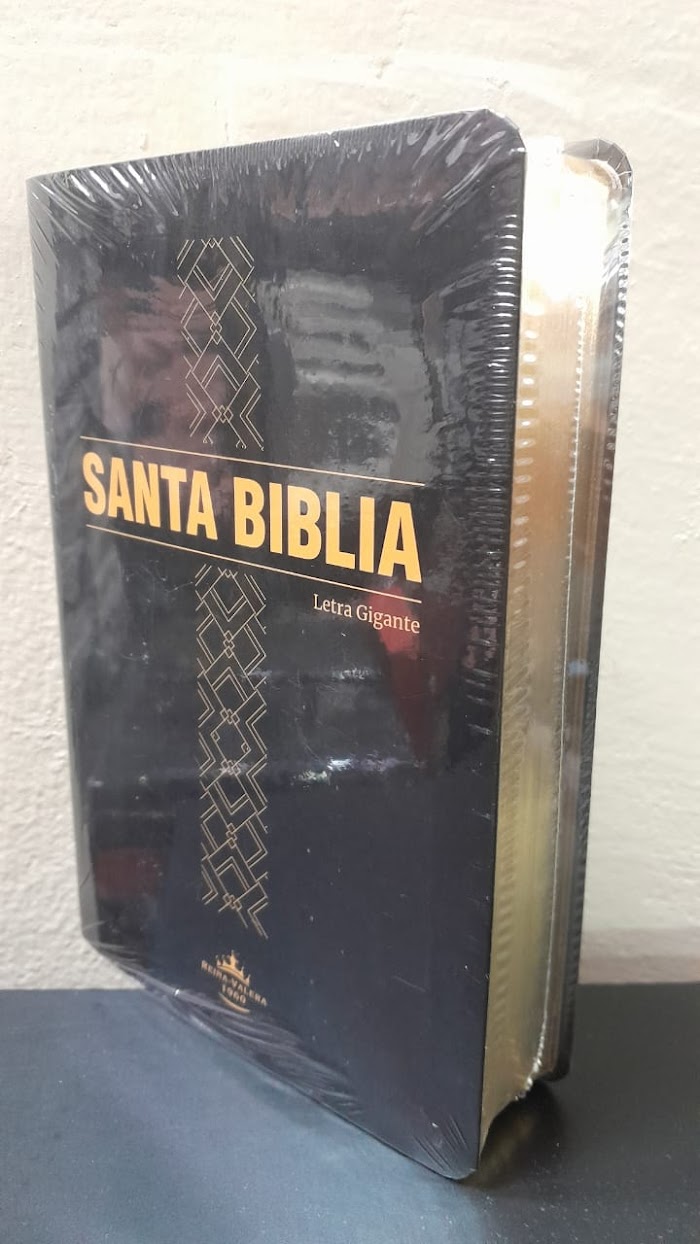 SANTA BIBLIA
Letra Gigante
REINA-VALERA
1960